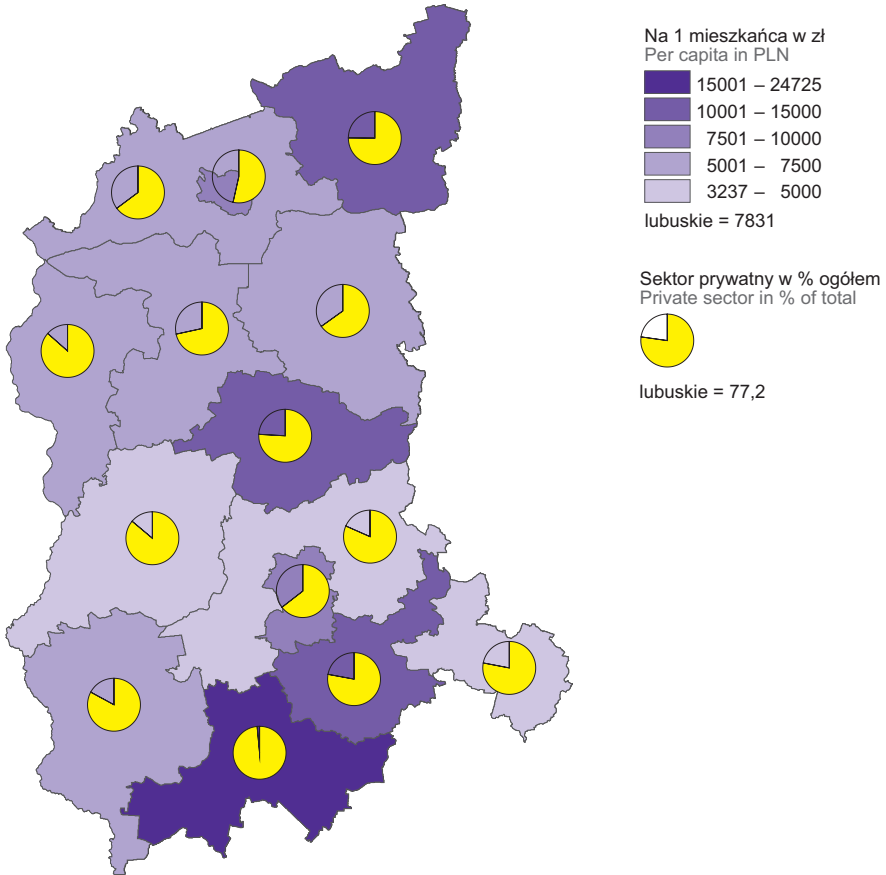 Na 1 mieszkańca w zł
Per capita in PLN
15001 – 24725
10001 – 15000
7501 – 10000
5001 – 7500
3237 – 5000
lubuskie = 7831
Sektor prywatny w % ogółem
Private sector in % of total
lubuskie = 77,2